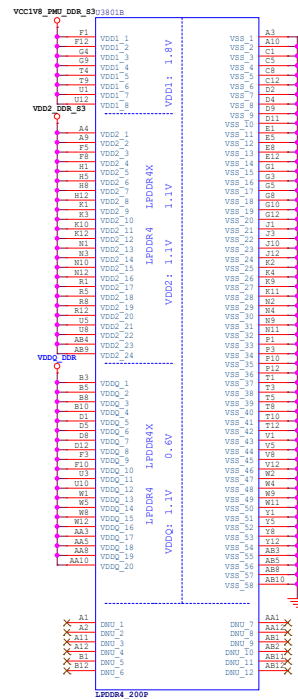 VCC1V8_PMU_DDR_S3
U3801B
F1 VDD1_1
F12 VDD1_2
G4 VDD1_3
G9 VDD1_4
T4 VDD1_5
T9 VDD1_6
U1 VDD1_7
U12 VDD1_8
VDD1: 1.8V
VDD2_DDR_S3
A4 VDD2_1
A9 VDD2_2
F5 VDD2_3
F8 VDD2_4
H1 VDD2_5
H5 VDD2_6
H8 VDD2_7
H12 VDD2_8
K1 VDD2_9
K3 VDD2_10
K10 VDD2_11
K12 VDD2_12
N1 VDD2_13
N3 VDD2_14
N10 VDD2_15
N12 VDD2_16
R1 VDD2_17
R5 VDD2_18
R8 VDD2_19
R12 VDD2_20
U5 VDD2_21
U8 VDD2_22
AB4 VDD2_23
AB9 VDD2_24
LPDDR4 LPDDR4X
VDD2: 1.1V 1.1V
VDDQ_DDR
B3 VDDQ_1
B5 VDDQ_2
B8 VDDQ_3
B10 VDDQ_4
D1 VDDQ_5
D5 VDDQ_6
D8 VDDQ_7
D12 VDDQ_8
F3 VDDQ_9
F10 VDDQ_10
U3 VDDQ_11
U10 VDDQ_12
W1 VDDQ_13
W5 VDDQ_14
W8 VDDQ_15
W12 VDDQ_16
AA3 VDDQ_17
AA5 VDDQ_18
AA8 VDDQ_19
AA10 VDDQ_20
LPDDR4 LPDDR4X
VDDQ: 1.1V 0.6V
VSS_1 A3
VSS_2 A10
VSS_3 C1
VSS_4 C5
VSS_5 C8
VSS_6 C12
VSS_7 D2
VSS_8 D4
VSS_9 D9
VSS_10 D11
VSS_11 E1
VSS_12 E5
VSS_13 E8
VSS_14 E12
VSS_15 G1
VSS_16 G3
VSS_17 G5
VSS_18 G8
VSS_19 G10
VSS_20 G12
VSS_21 J1
VSS_22 J3
VSS_23 J10
VSS_24 J12
VSS_25 K2
VSS_26 K4
VSS_27 K9
VSS_28 K11
VSS_29 N2
VSS_30 N4
VSS_31 N9
VSS_32 N11
VSS_33 P1
VSS_34 P3
VSS_35 P10
VSS_36 P12
VSS_37 T1
VSS_38 T3
VSS_39 T5
VSS_40 T8
VSS_41 T10
VSS_42 T12
VSS_43 V1
VSS_44 V5
VSS_45 V8
VSS_46 V12
VSS_47 W2
VSS_48 W4
VSS_49 W9
VSS_50 W11
VSS_51 Y1
VSS_52 Y5
VSS_53 Y8
VSS_54 Y12
VSS_55 AB3
VSS_56 AB5
VSS_57 AB8
VSS_58 AB10
A1 DNU_1 DNU_7 AA1
A2 DNU_2 DNU_8 AA12
A11 DNU_3 DNU_9 AB1
A12 DNU_4 DNU_10 AB2
B1 DNU_5 DNU_11 AB11
B12 DNU_6 DNU_12 AB12
LPDDR4_200P